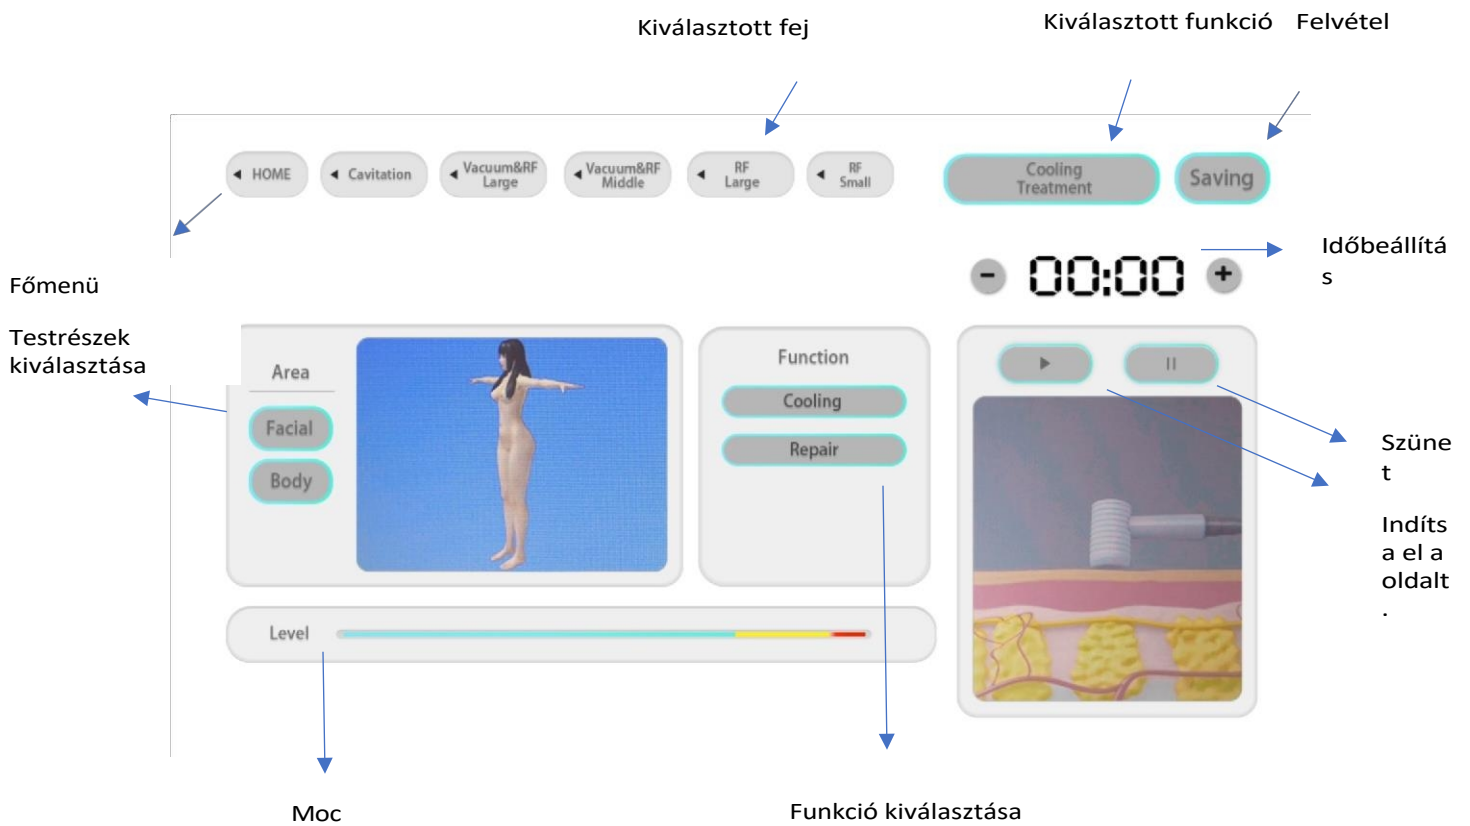 Kiválasztott fej
Kiválasztott funkció
Felvétel
HOME
Cavitation
Vacuum&RF
Large
Vacuum&RF
Middle
RF
Large
RF
Small
Cooling
Treatment
Saving
Időbeállítá
s
00:00
Főmenü
Testrészek
kiválasztása
Area
Facial
Body
Function
Cooling
Repair
Szüne
t
Indíts
a el a
oldalt
.
Level
Moc
Funkció kiválasztása